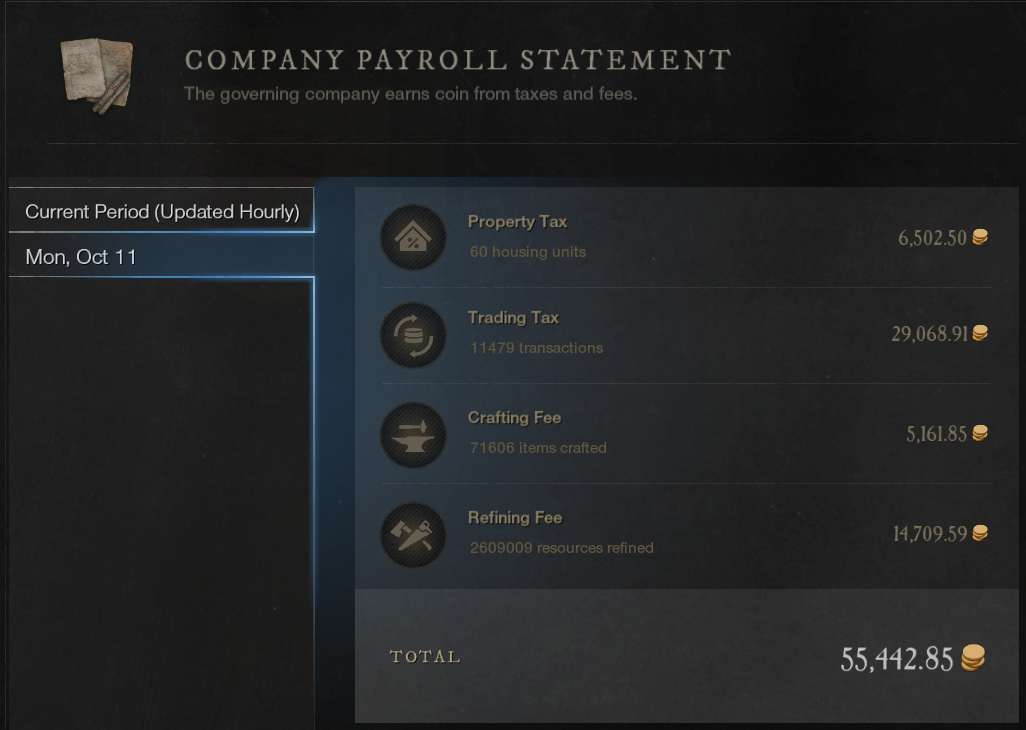 COMPANY PAYROLL STATEMENT
The governing company earns coin from taxes and fees.
Current Period (Updated Hourly)
Mon, Oct 11
Property Tax
60 housing units
6,502.50
Trading Tax
11479 transactions
29,068.91
Crafting Fee
71606 items crafted
5,161.85
Refining Fee
2609009 resources refined
14,709.59
TOTAL
55,442.85